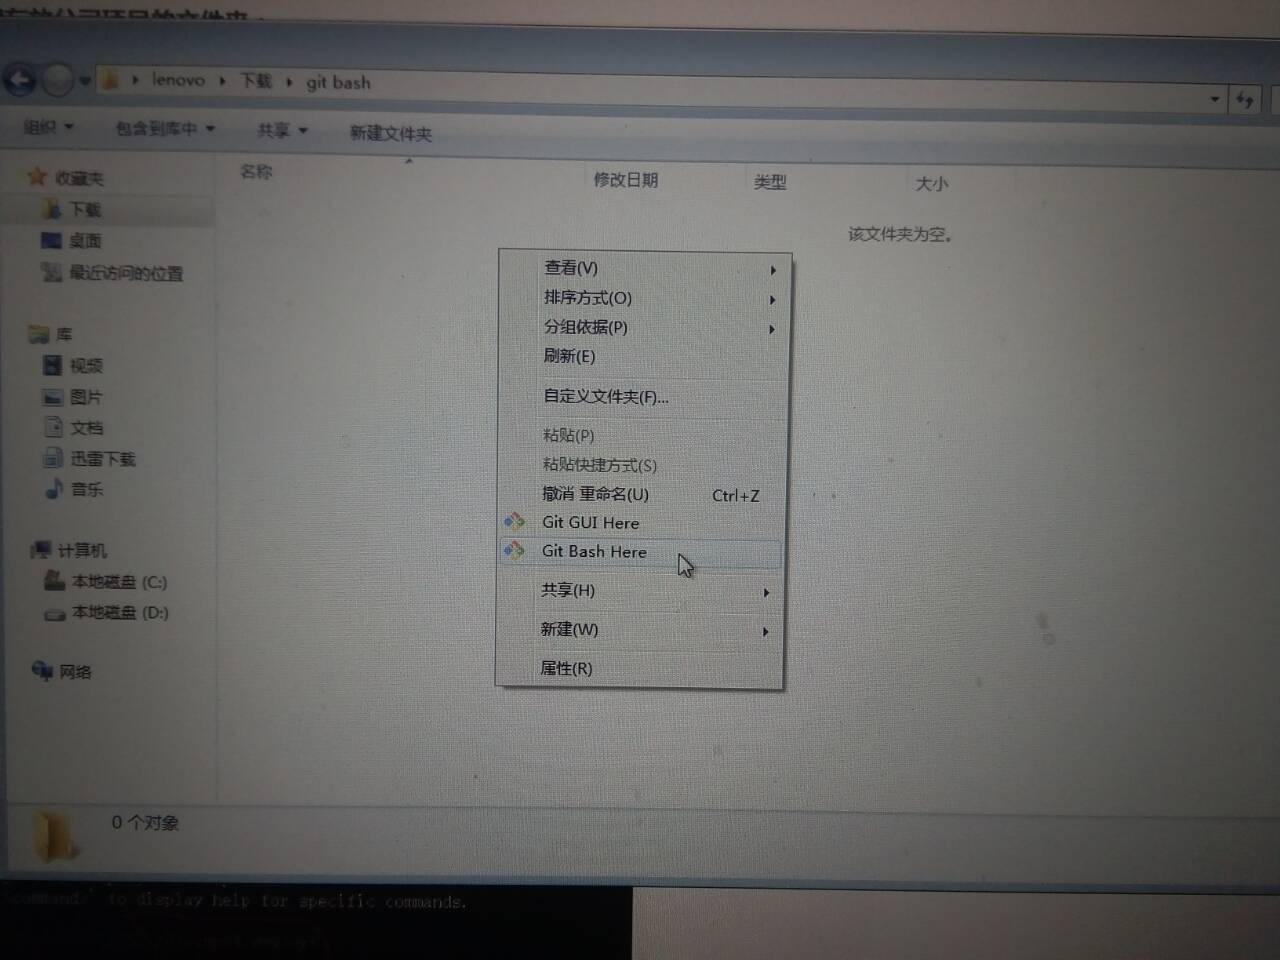 lenovo 下载 git bash
组织 包含到库中 共享 新建文件夹
名称 修改日期 类型 大小
该文件夹为空。
收藏夹
下载
桌面
最近访问的位置
库
视频
图片
文档
迅雷下载
音乐
计算机
本地磁盘 (C:)
本地磁盘 (D:)
网络
查看(V)
排序方式(O)
分组依据(P)
刷新(E)
自定义文件夹(F)...
粘贴(P)
粘贴快捷方式(S)
撤消 重命名(U) Ctrl+Z
Git GUI Here
Git Bash Here
共享(H)
新建(W)
属性(R)
0 个对象
command> to display help for specific commands.